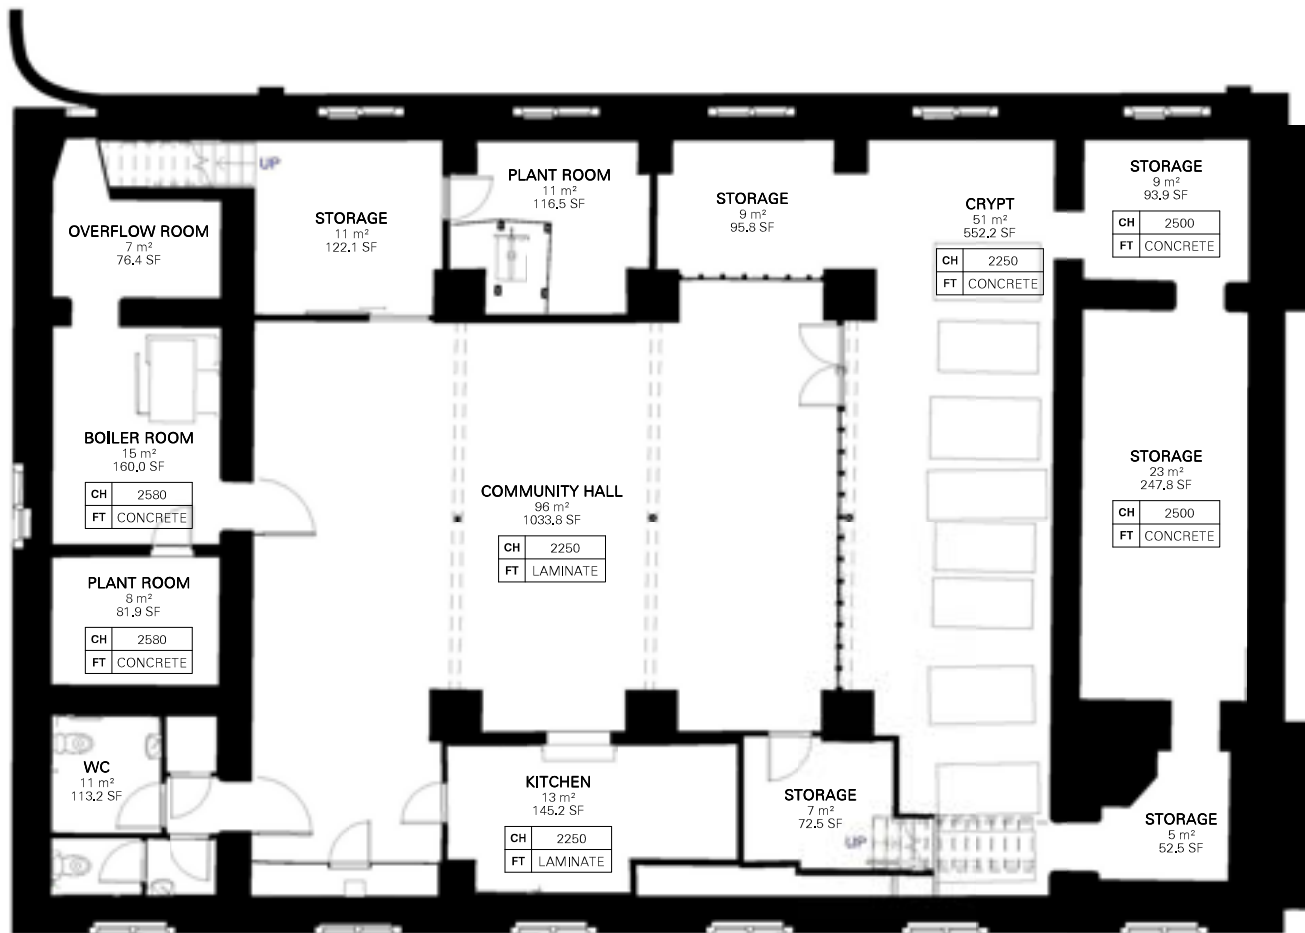 UP
STORAGE
11 m²
122.1 SF
PLANT ROOM
11 m²
116.5 SF
STORAGE
9 m²
95.8 SF
CRYPT
51 m²
552.2 SF
CH 2250
FT CONCRETE
STORAGE
9 m²
93.9 SF
CH 2500
FT CONCRETE
OVERFLOW ROOM
7 m²
76.4 SF
BOILER ROOM
15 m²
160.0 SF
CH 2580
FT CONCRETE
COMMUNITY HALL
96 m²
1033.8 SF
CH 2250
FT LAMINATE
STORAGE
23 m²
247.8 SF
CH 2500
FT CONCRETE
PLANT ROOM
8 m²
81.9 SF
CH 2580
FT CONCRETE
WC
11 m²
113.2 SF
KITCHEN
13 m²
145.2 SF
CH 2250
FT LAMINATE
STORAGE
7 m²
72.5 SF
UP
STORAGE
5 m²
52.5 SF